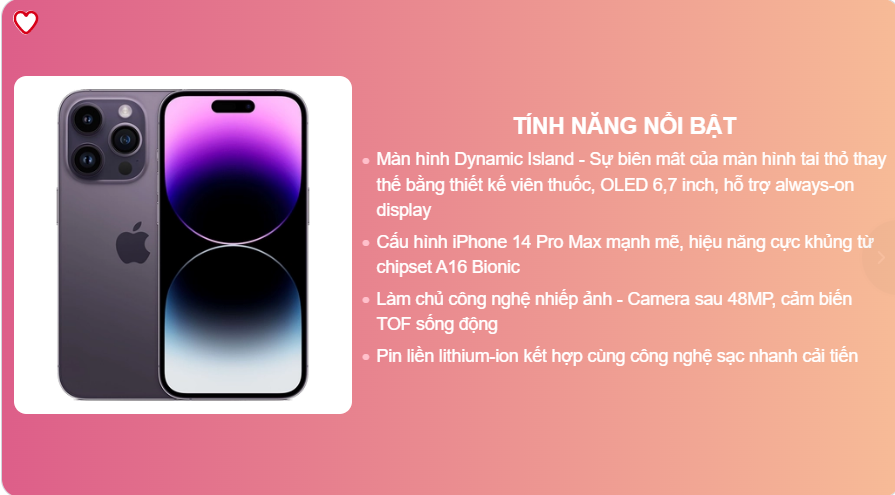 TÍNH NĂNG NỔI BẬT
Màn hình Dynamic Island - Sự biến mất của màn hình tai thỏ thay
thế bằng thiết kế viên thuốc, OLED 6,7 inch, hỗ trợ always-on
display
Cấu hình iPhone 14 Pro Max mạnh mẽ, hiệu năng cực khủng từ
chipset A16 Bionic
Làm chủ công nghệ nhiếp ảnh - Camera sau 48MP, cảm biến
TOF sống động
Pin liền lithium-ion kết hợp cùng công nghệ sạc nhanh cải tiến